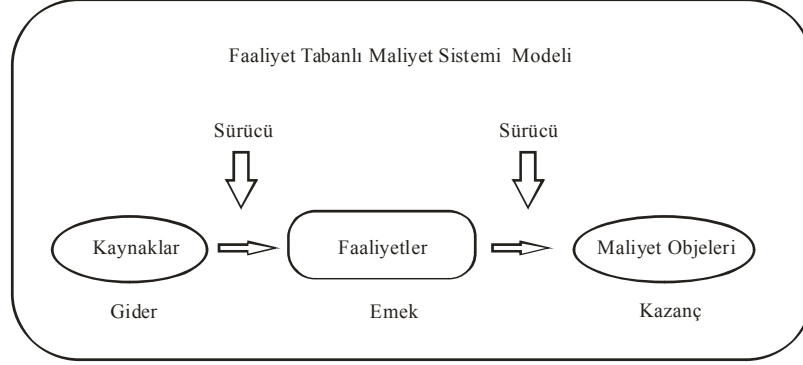 Faaliyet Tabanlı Maliyet Sistemi Modeli
Sürücü
Sürücü
Kaynaklar
Faaliyetler
Maliyet Objeleri
Gider
Emek
Kazanç